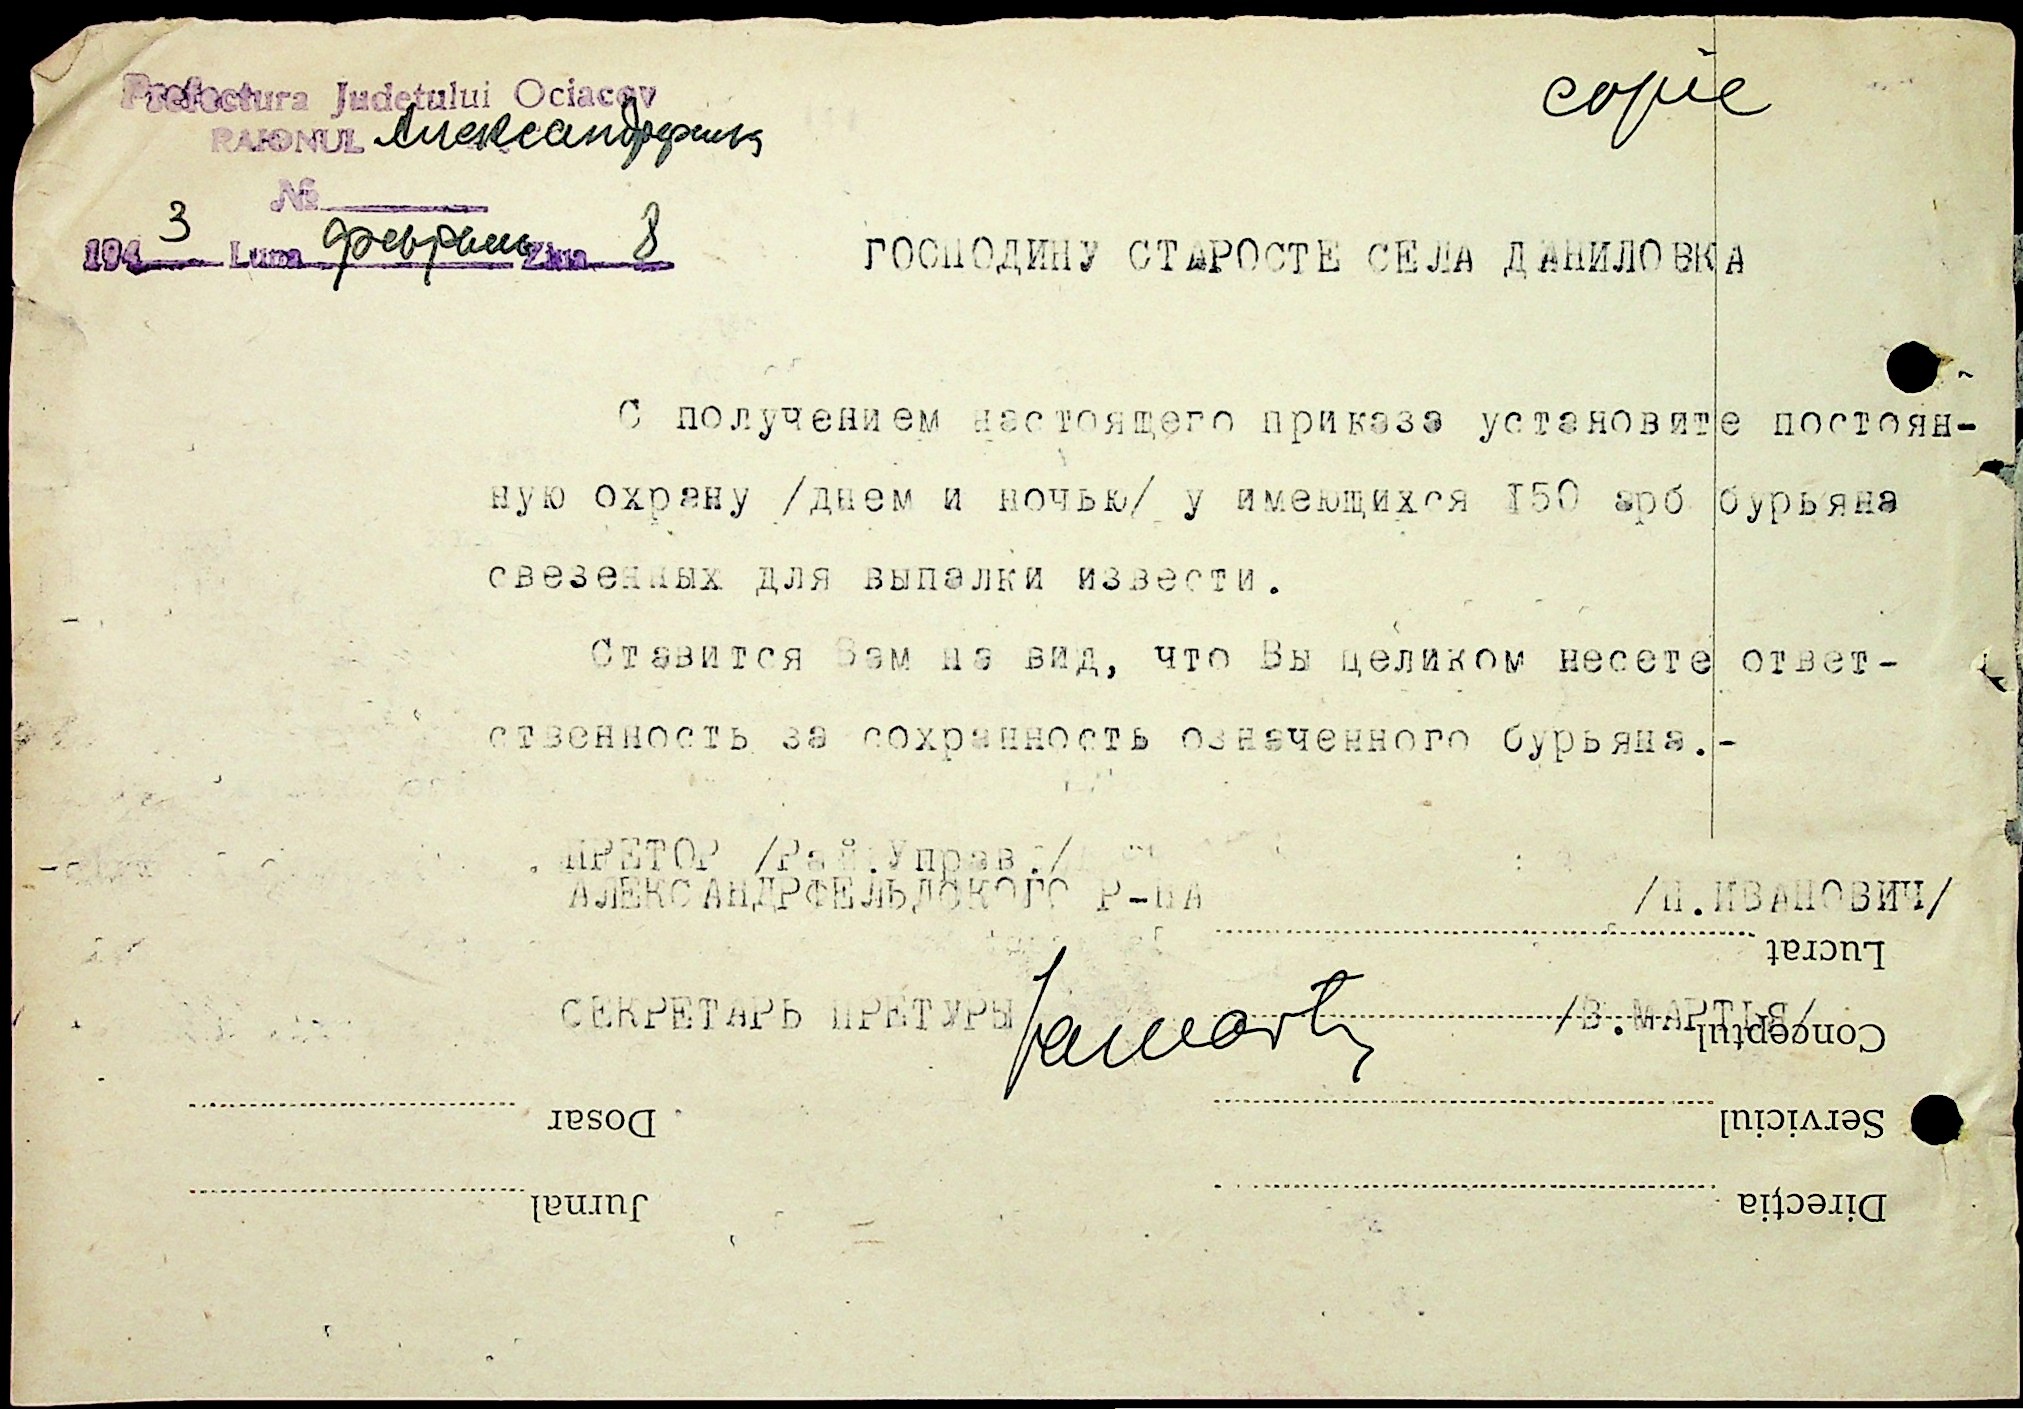 Prefectura Judetului Ociacov
copie
RAIONUL Александрфельд
№
1943 Luna февраль Ziua 8
ГОСПОДИНУ СТАРОСТЕ СЕЛА ДАНИЛОВКА
С получением настоящего приказа установите постоян-
ную охрану /днем и ночью/ у имеющихся I50 арб бурьяна
свезенных для выпалки извести.
Ставится Вам на вид, что Вы целиком несете ответ-
ственность за сохранность означенного бурьяна.-
ПРЕТОР /Рай.Управ./
АЛЕКСАНДРФЕЛЬДСКОГО Р-НА /П.ИВАНОВИЧ/
Lucrat
СЕКРЕТАРЬ ПРЕТУРЫ /В.МАРТIВ/
Conceptul
Dosar
Serviciul
Jurnal
Direcţia